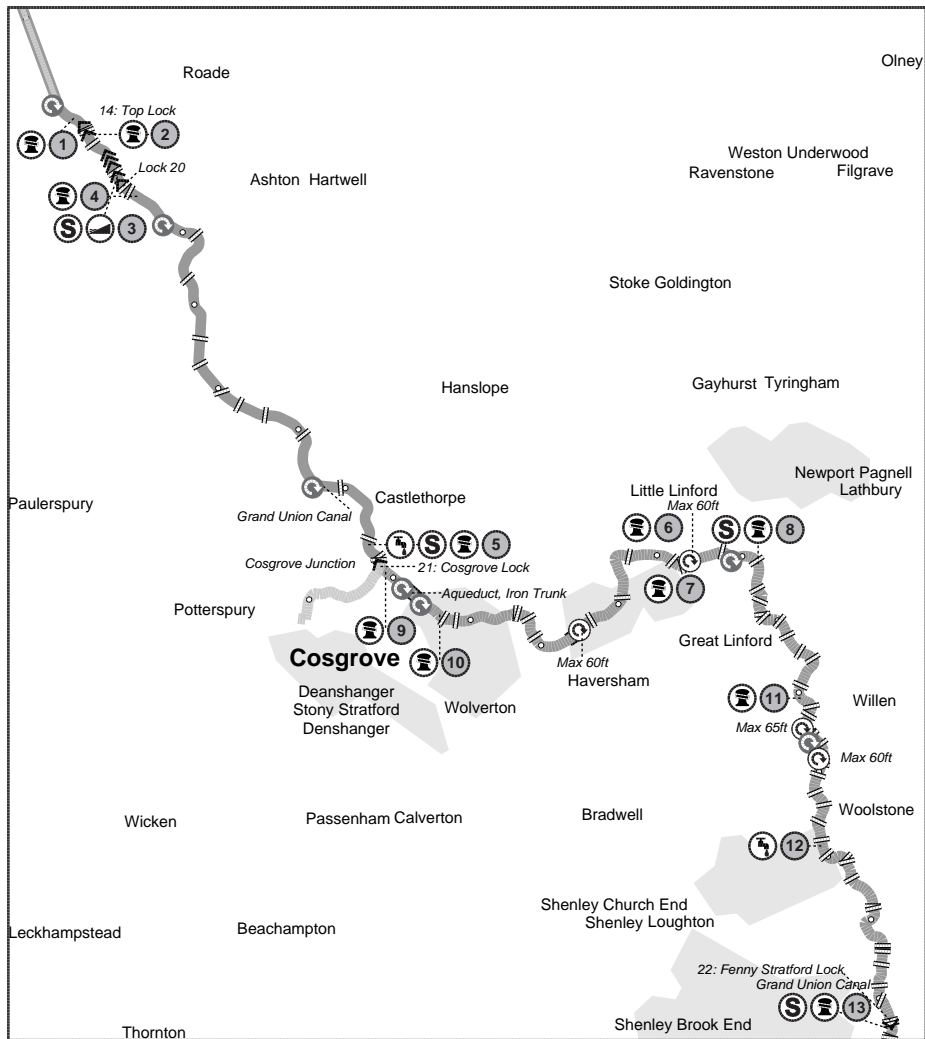 Olney
Roade
14: Top Lock
1
2
Weston Underwood
Lock 20
Ravenstone
Filgrave
Ashton Hartwell
4
S 3
Stoke Goldington
Hanslope
Gayhurst Tyringham
Newport Pagnell
Lathbury
Paulerspury
Castlethorpe
Little Linford
Max 60ft
Grand Union Canal
6
S 8
S 5
Cosgrove Junction
21: Cosgrove Lock
7
Aqueduct, Iron Trunk
Potterspury
9
Great Linford
Cosgrove
10
Max 60ft
Haversham
Deanshanger
Stony Stratford
Denshanger
Wolverton
11
Willen
Max 65ft
Max 60ft
Wicken
Passenham Calverton
Bradwell
Woolstone
12
Shenley Church End
Shenley Loughton
Leckhampstead
Beachampton
22: Fenny Stratford Lock
Grand Union Canal
S 13
Thornton
Shenley Brook End